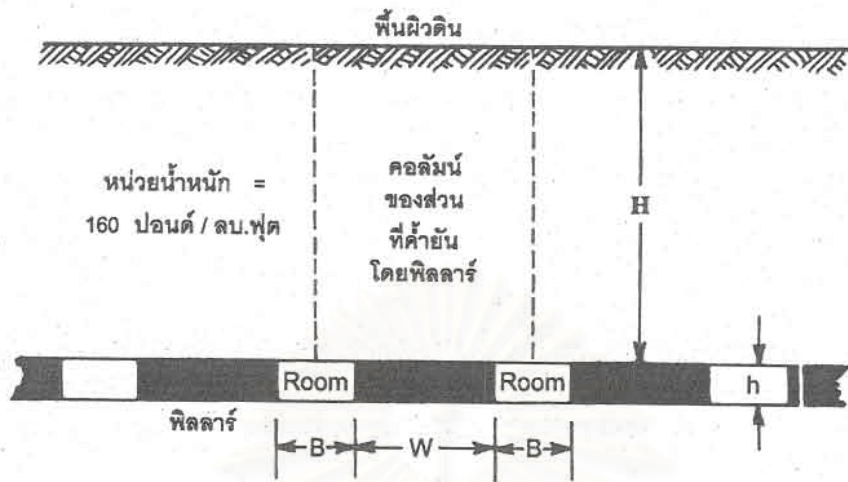 พื้นผิวดิน
หน่วยน้ำหนัก =
160 ปอนด์ / ลบ.ฟุต
คอลัมน์
ของส่วน
ที่ค้ำยัน
โดยพิลลาร์
H
Room
Room
h
พิลลาร์
B
W
B